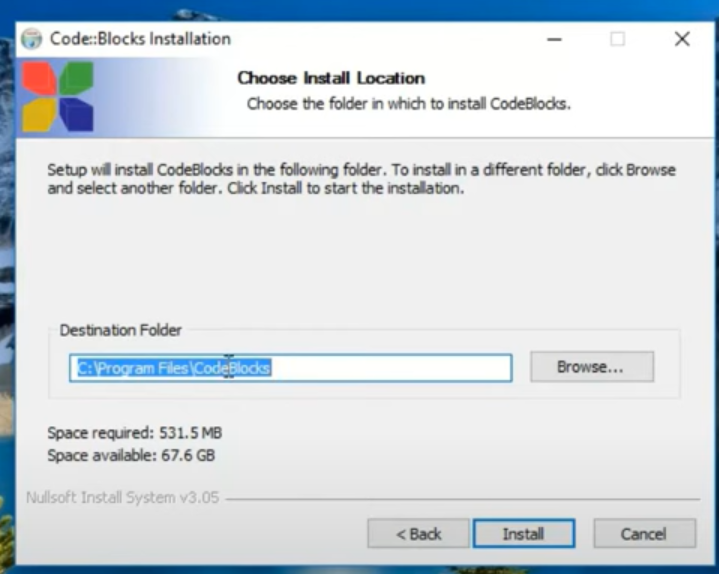 Code::Blocks Installation
Choose Install Location
Choose the folder in which to install CodeBlocks.
Setup will install CodeBlocks in the following folder. To install in a different folder, click Browse
and select another folder. Click Install to start the installation.
Destination Folder
C:\Program Files\CodeBlocks
Browse...
Space required: 531.5 MB
Space available: 67.6 GB
Nullsoft Install System v3.05
< Back
Install
Cancel